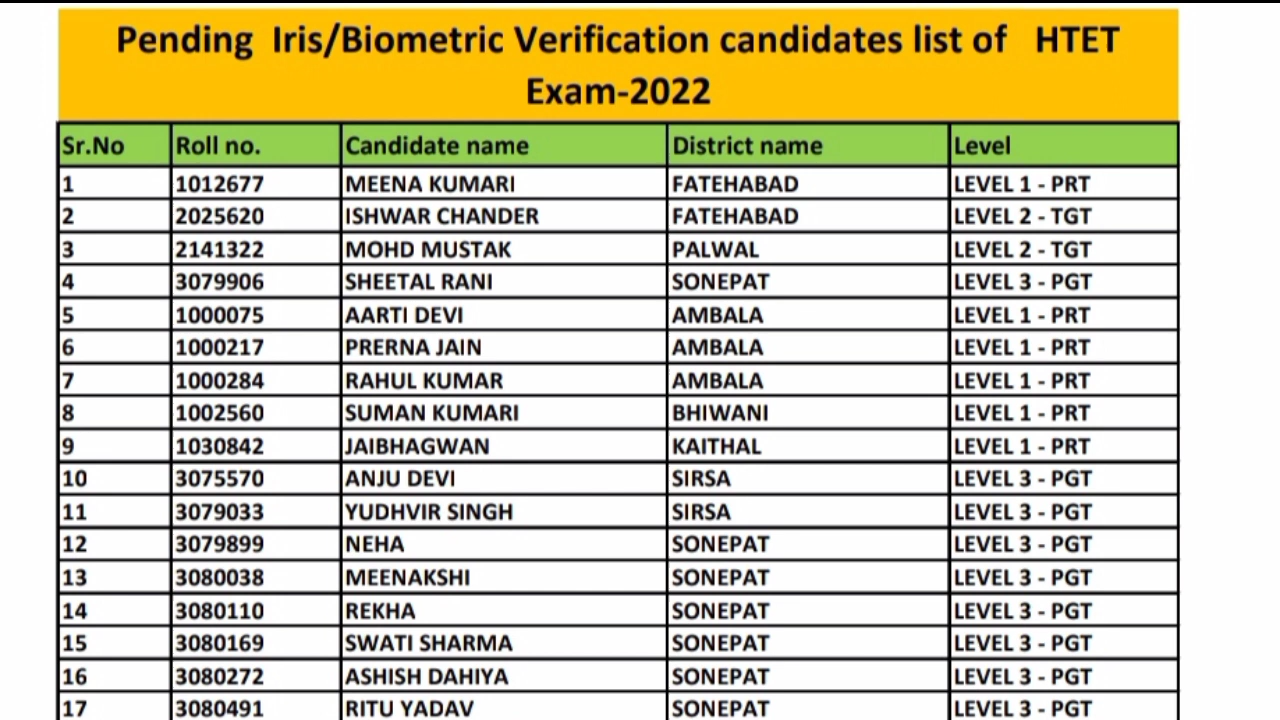 Pending Iris/Biometric Verification candidates list of HTET
Exam-2022
Sr.No Roll no. Candidate name District name Level
1 1012677 MEENA KUMARI FATEHABAD LEVEL 1 - PRT
2 2025620 ISHWAR CHANDER FATEHABAD LEVEL 2 - TGT
3 2141322 MOHD MUSTAK PALWAL LEVEL 2 - TGT
4 3079906 SHEETAL RANI SONEPAT LEVEL 3 - PGT
5 1000075 AARTI DEVI AMBALA LEVEL 1 - PRT
6 1000217 PRERNA JAIN AMBALA LEVEL 1 - PRT
7 1000284 RAHUL KUMAR AMBALA LEVEL 1 - PRT
8 1002560 SUMAN KUMARI BHIWANI LEVEL 1 - PRT
9 1030842 JAIBHAGWAN KAITHAL LEVEL 1 - PRT
10 3075570 ANJU DEVI SIRSA LEVEL 3 - PGT
11 3079033 YUDHVIR SINGH SIRSA LEVEL 3 - PGT
12 3079899 NEHA SONEPAT LEVEL 3 - PGT
13 3080038 MEENAKSHI SONEPAT LEVEL 3 - PGT
14 3080110 REKHA SONEPAT LEVEL 3 - PGT
15 3080169 SWATI SHARMA SONEPAT LEVEL 3 - PGT
16 3080272 ASHISH DAHIYA SONEPAT LEVEL 3 - PGT
17 3080491 RITU YADAV SONEPAT LEVEL 3 - PGT